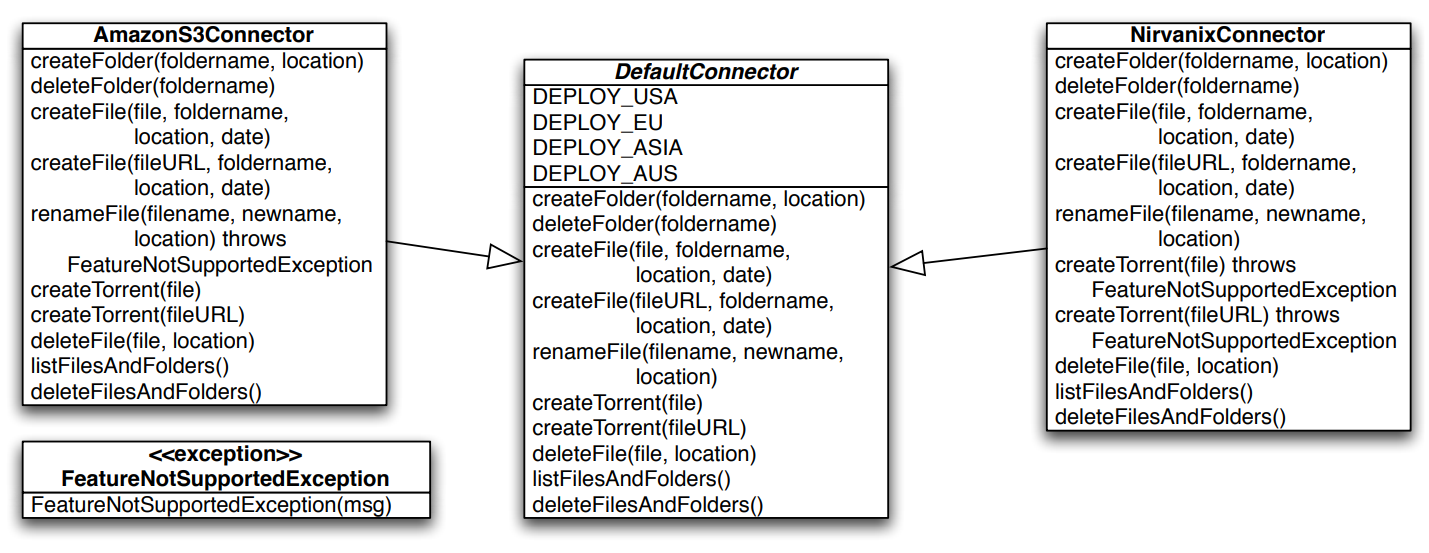 AmazonS3Connector
createFolder(foldername, location)
deleteFolder(foldername)
createFile(file, foldername,
location, date)
createFile(fileURL, foldername,
location, date)
renameFile(filename, newname,
location) throws
FeatureNotSupportedException
createTorrent(file)
createTorrent(fileURL)
deleteFile(file, location)
listFilesAndFolders()
deleteFilesAndFolders()
<<exception>>
FeatureNotSupportedException
FeatureNotSupportedException(msg)
DefaultConnector
DEPLOY_USA
DEPLOY_EU
DEPLOY_ASIA
DEPLOY_AUS
createFolder(foldername, location)
deleteFolder(foldername)
createFile(file, foldername,
location, date)
createFile(fileURL, foldername,
location, date)
renameFile(filename, newname,
location)
createTorrent(file)
createTorrent(fileURL)
deleteFile(file, location)
listFilesAndFolders()
deleteFilesAndFolders()
NirvanixConnector
createFolder(foldername, location)
deleteFolder(foldername)
createFile(file, foldername,
location, date)
createFile(fileURL, foldername,
location, date)
renameFile(filename, newname,
location)
createTorrent(file) throws
FeatureNotSupportedException
createTorrent(fileURL) throws
FeatureNotSupportedException
deleteFile(file, location)
listFilesAndFolders()
deleteFilesAndFolders()